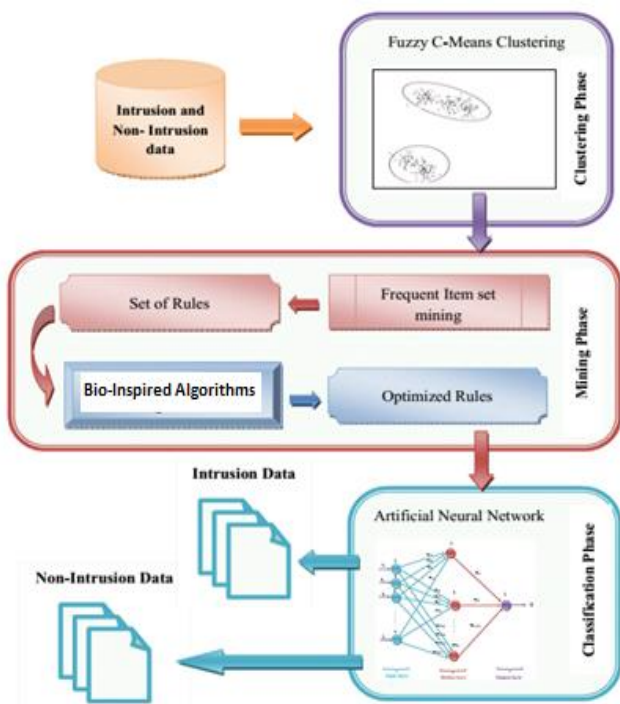 Fuzzy C-Means Clustering
Clustering Phase
Intrusion and
Non- Intrusion
data
Set of Rules
Frequent Item set
mining
Bio-Inspired Algorithms
Optimized Rules
Mining Phase
Intrusion Data
Non-Intrusion Data
Artificial Neural Network
Classification Phase